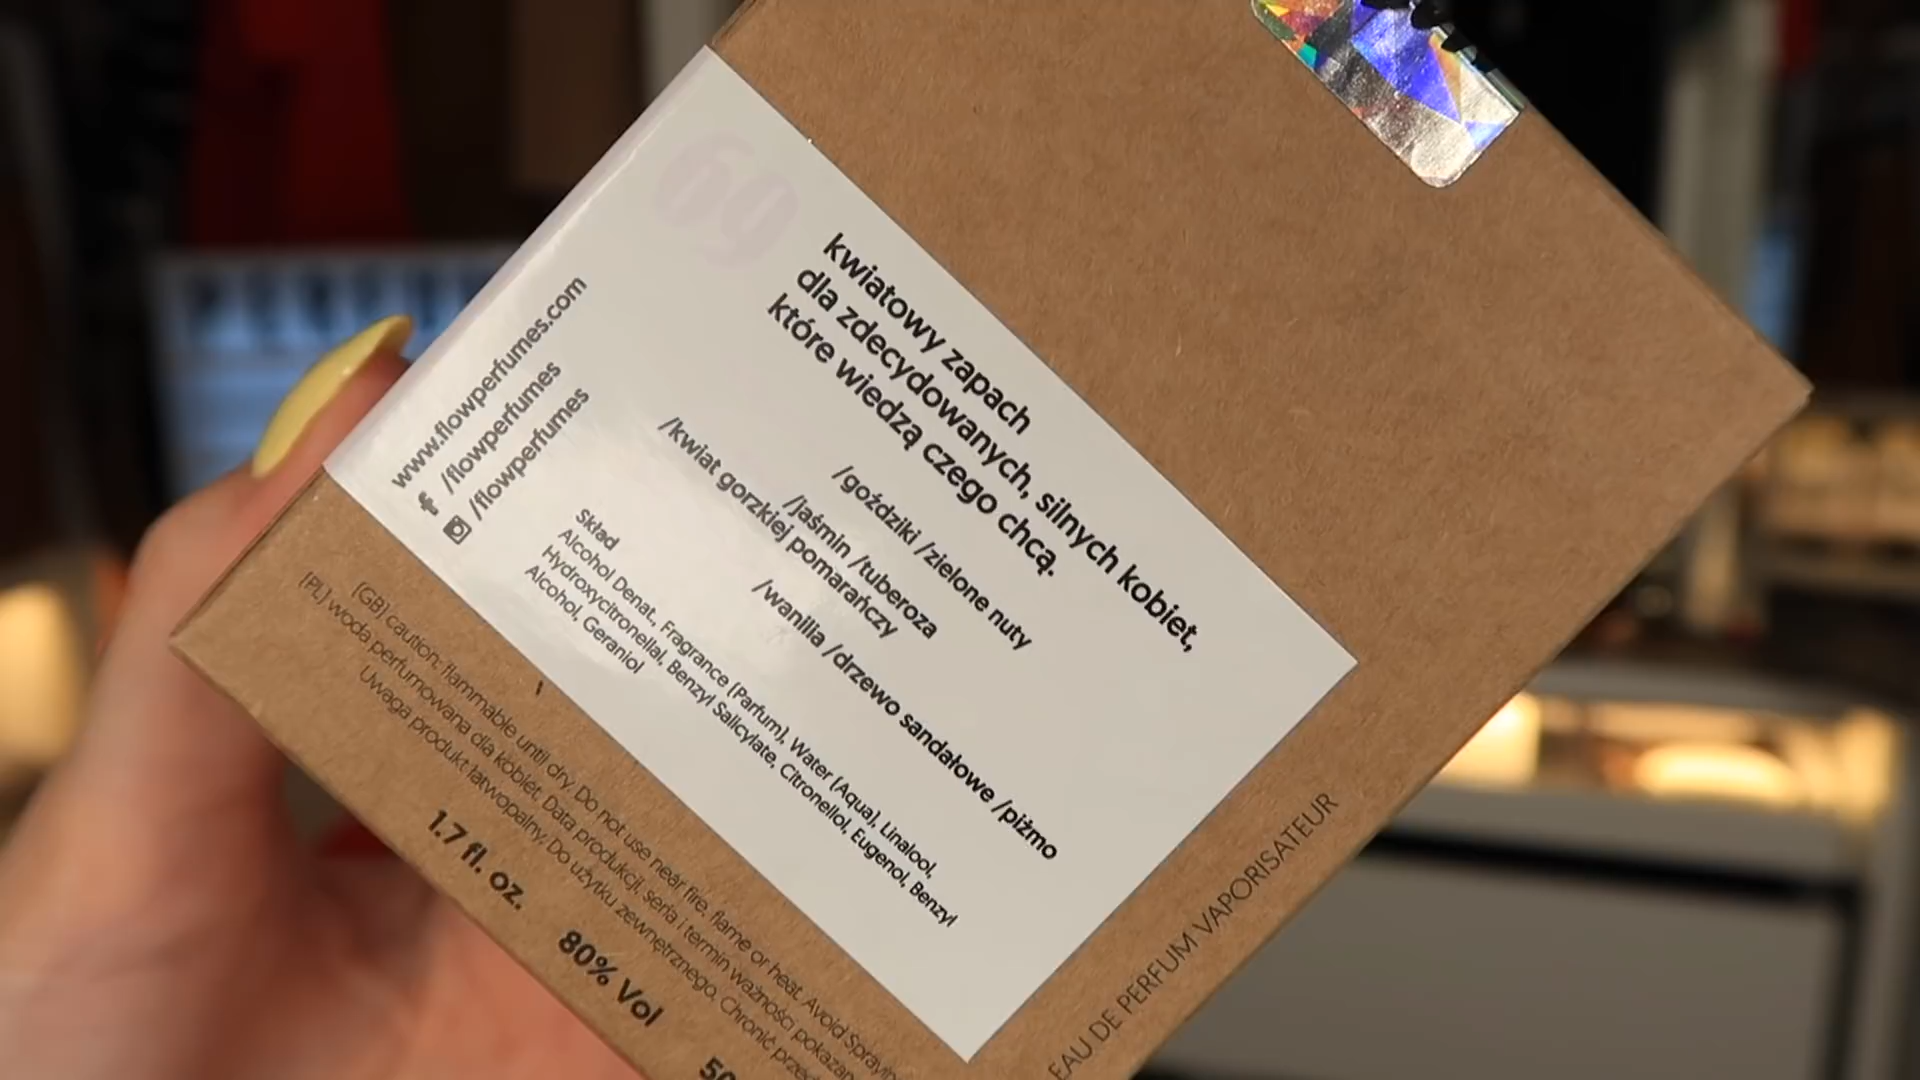 69
kwiatowy zapach
dla zdecydowanych, silnych kobiet,
które wiedzą czego chcą.
/goździki /zielone nuty
/jaśmin /tuberoza
/kwiat gorzkiej pomarańczy
/wanilia /drzewo sandałowe /piżmo
Skład
Alcohol Denat., Fragrance (Parfum), Water (Aqua), Linalool,
Hydroxycitronellal, Benzyl Salicylate, Citronellol, Eugenol, Benzyl
Alcohol, Geraniol
www.flowperfumes.com
/flowperfumes
/flowperfumes
[GB] caution: flammable until dry. Do not use near fire, flame or heat. Avoid Spraying
[PL] woda perfumowana dla kobiet. Data produkcji, seria i termin ważności
Uwaga produkt łatwopalny. Do użytku zewnętrznego. Chronić
1.7 fl. oz.
80% Vol
50
EAU DE PERFUM VAPORISATEUR